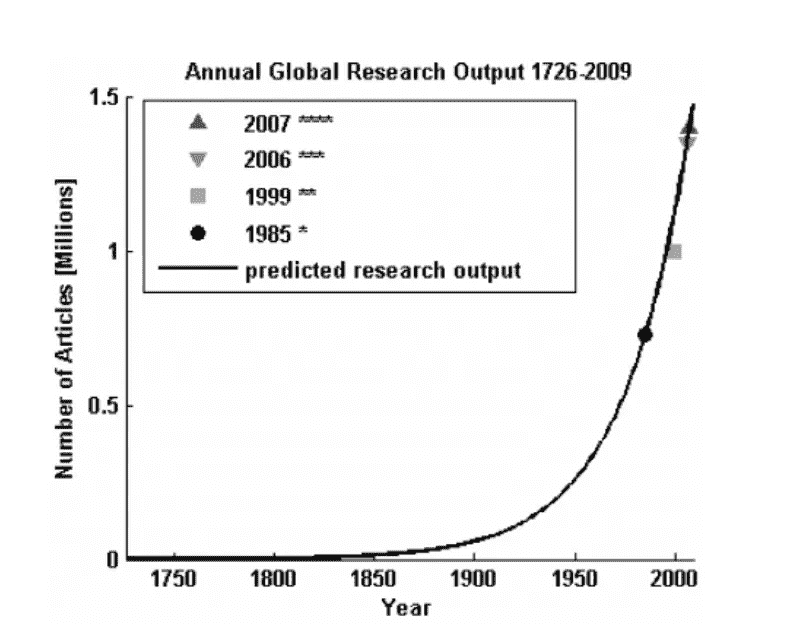 Annual Global Research Output 1726-2009
1.5
1
0.5
0
Number of Articles [Millions]
2007 ****
2006 ***
1999 **
1985 *
predicted research output
1750 1800 1850 1900 1950 2000
Year